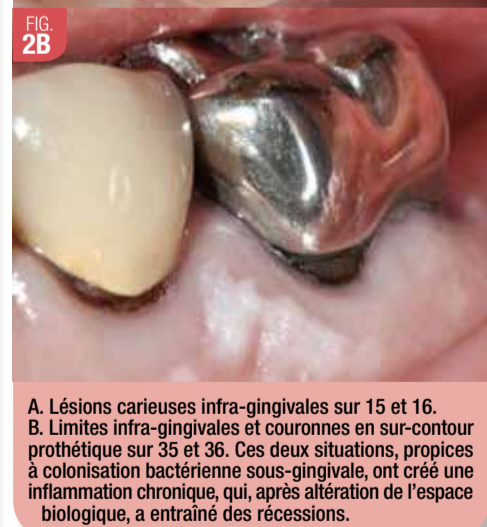 FIG.
2B
A. Lésions carieuses infra-gingivales sur 15 et 16.
B. Limites infra-gingivales et couronnes en sur-contour
prothétique sur 35 et 36. Ces deux situations, propices
à colonisation bactérienne sous-gingivale, ont créé une
inflammation chronique, qui, après altération de l’espace
biologique, a entraîné des récessions.